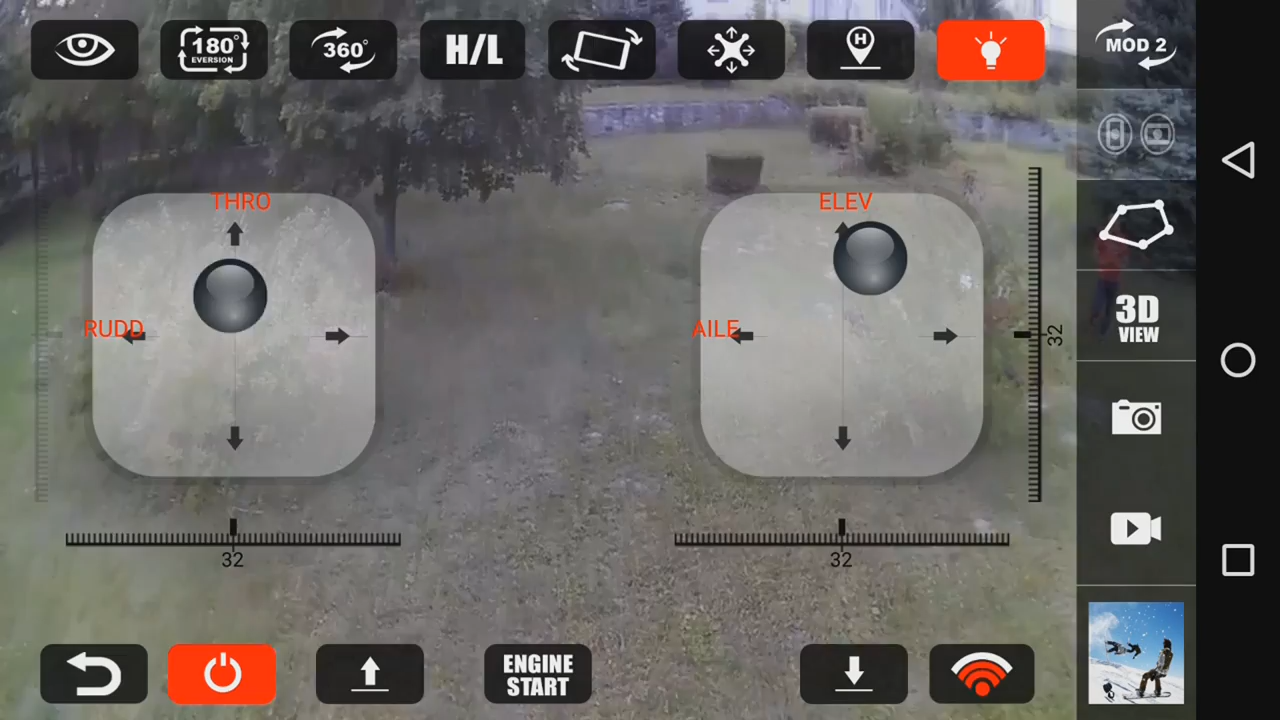 180°
EVERSION
360°
H/L
H
MOD 2
THRO
ELEV
RUDD
AILE
32
3D
VIEW
32
32
ENGINE
START